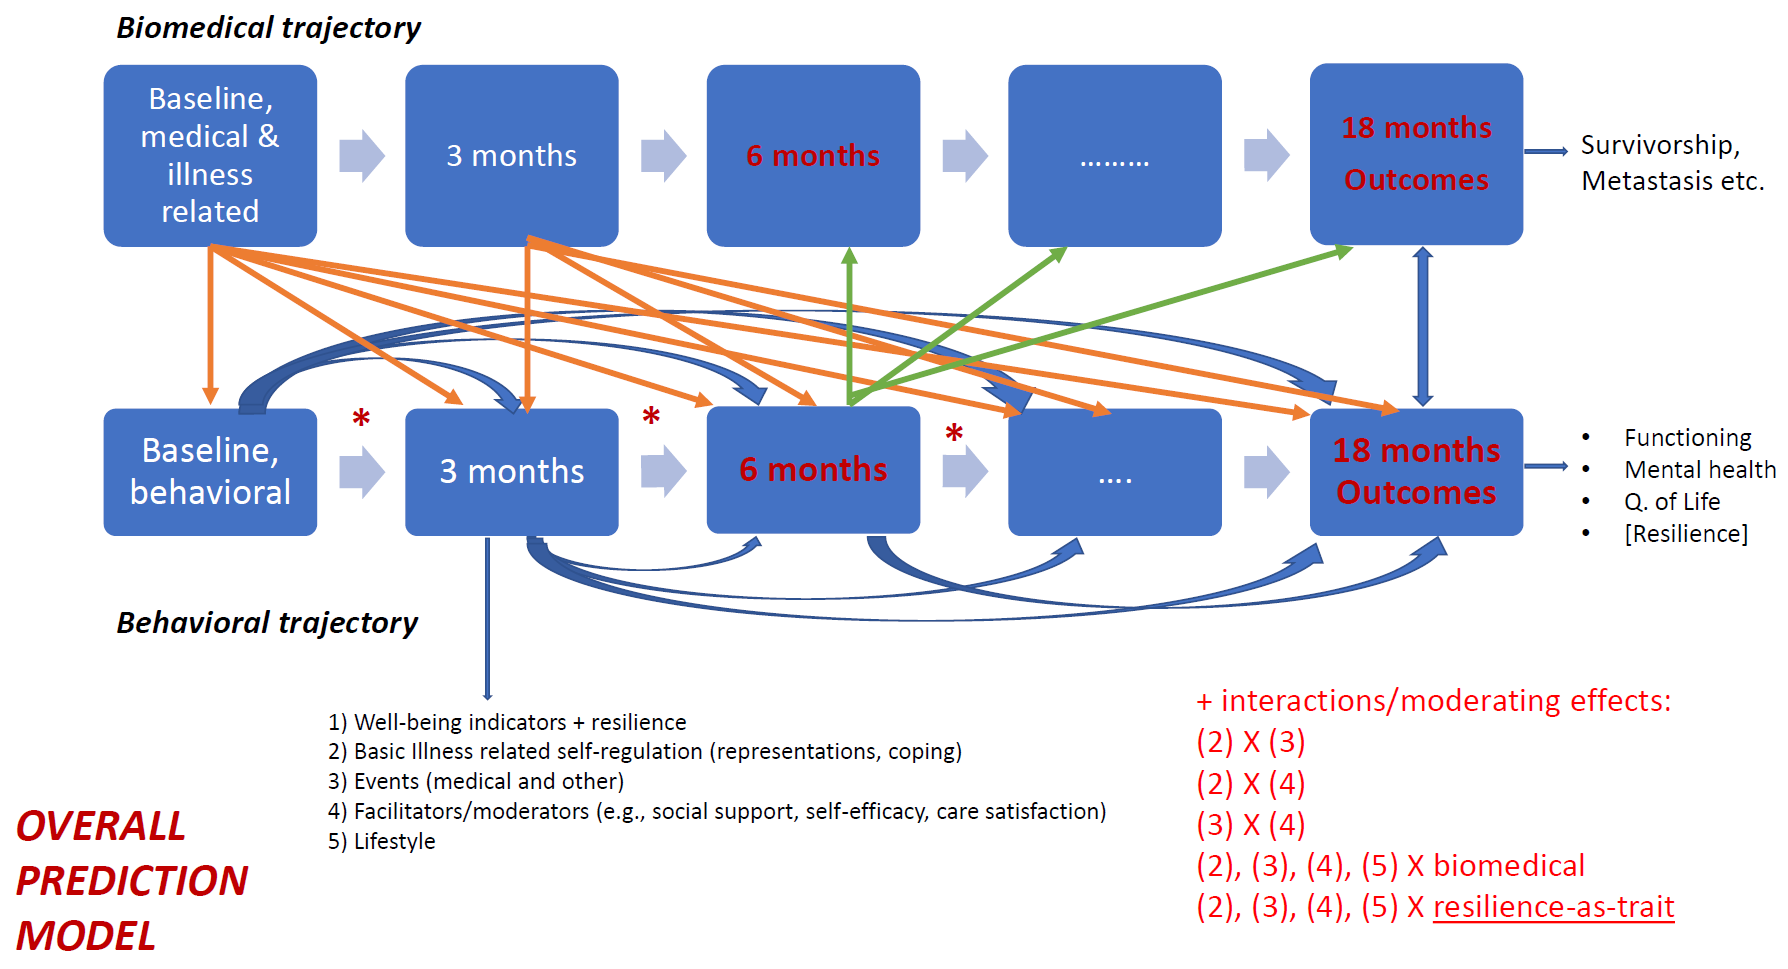 Biomedical trajectory
Baseline,
medical &
illness
related
3 months
6 months
………
18 months
Outcomes
Survivorship,
Metastasis etc.
*
*
*
Baseline,
behavioral
3 months
6 months
….
18 months
Outcomes
• Functioning
• Mental health
• Q. of Life
• [Resilience]
Behavioral trajectory
1) Well-being indicators + resilience
2) Basic Illness related self-regulation (representations, coping)
3) Events (medical and other)
4) Facilitators/moderators (e.g., social support, self-efficacy, care satisfaction)
5) Lifestyle
+ interactions/moderating effects:
(2) X (3)
(2) X (4)
(3) X (4)
(2), (3), (4), (5) X biomedical
(2), (3), (4), (5) X resilience-as-trait
OVERALL
PREDICTION
MODEL